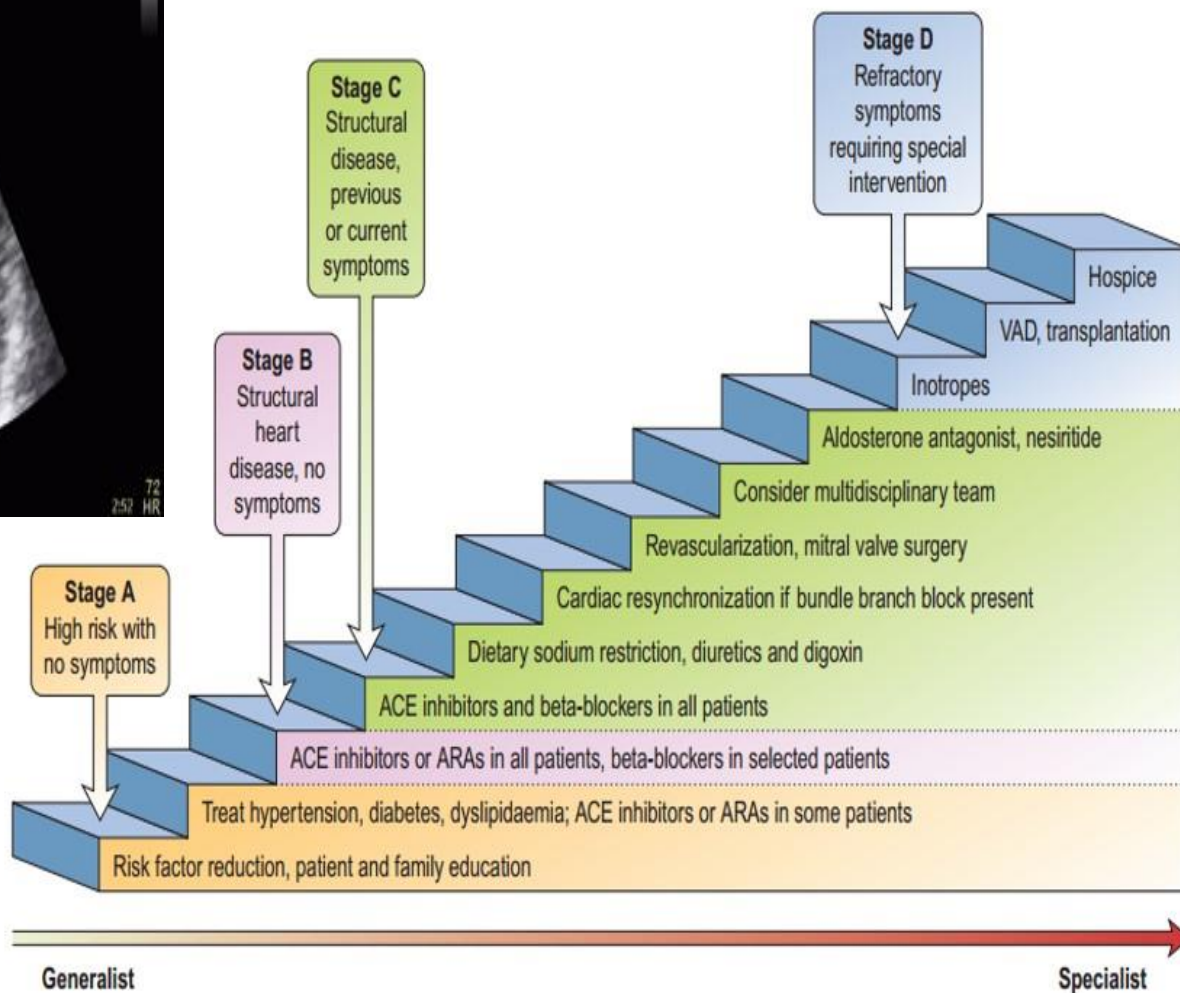 72
2:52 HR
Stage A
High risk with
no symptoms
Stage B
Structural
heart
disease, no
symptoms
Stage C
Structural
disease,
previous
or current
symptoms
Stage D
Refractory
symptoms
requiring special
intervention
Hospice
VAD, transplantation
Inotropes
Aldosterone antagonist, nesiritide
Consider multidisciplinary team
Revascularization, mitral valve surgery
Cardiac resynchronization if bundle branch block present
Dietary sodium restriction, diuretics and digoxin
ACE inhibitors and beta-blockers in all patients
ACE inhibitors or ARAs in all patients, beta-blockers in selected patients
Treat hypertension, diabetes, dyslipidaemia; ACE inhibitors or ARAs in some patients
Risk factor reduction, patient and family education
Generalist
Specialist